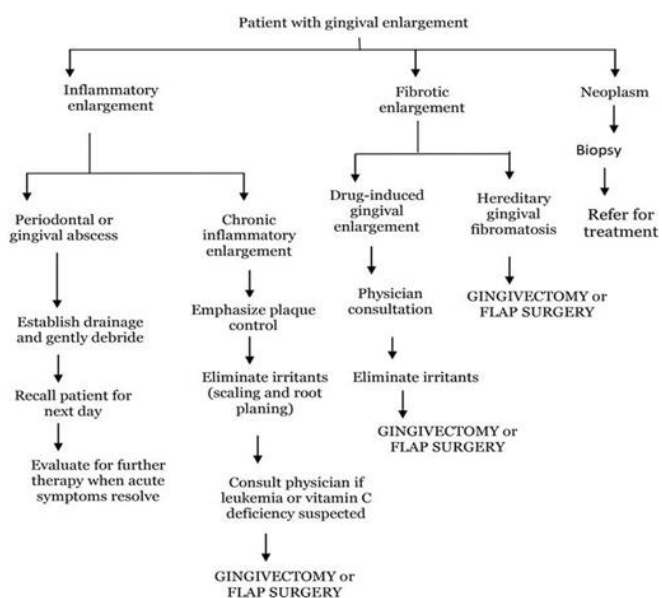 Patient with gingival enlargement
Inflammatory
enlargement
Fibrotic
enlargement
Neoplasm
Biopsy
Refer for
treatment
Periodontal or
gingival abscess
Establish drainage
and gently debride
Recall patient for
next day
Evaluate for further
therapy when acute
symptoms resolve
Chronic
inflammatory
enlargement
Emphasize plaque
control
Eliminate irritants
(scaling and root
planing)
Consult physician if
leukemia or vitamin C
deficiency suspected
GINGIVECTOMY or
FLAP SURGERY
Drug-induced
gingival
enlargement
Physician
consultation
Eliminate irritants
GINGIVECTOMY or
FLAP SURGERY
Hereditary
gingival
fibromatosis
GINGIVECTOMY or
FLAP SURGERY